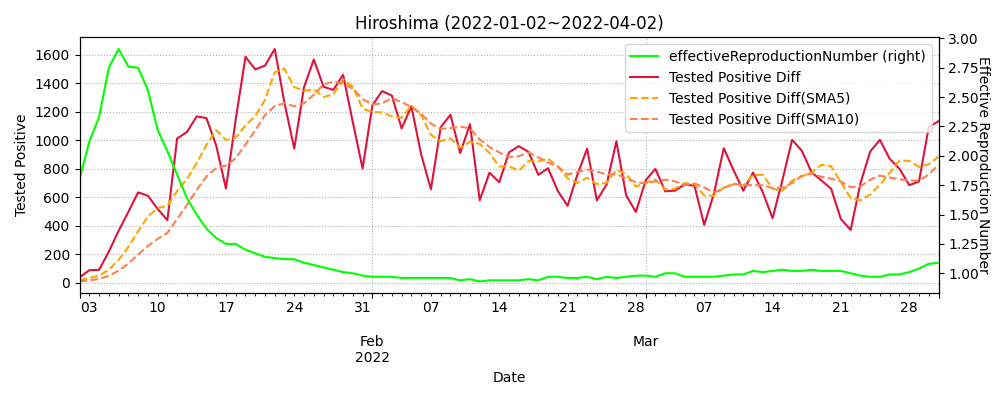 Hiroshima (2022-01-02~2022-04-02)
effectiveReproductionNumber (right)
Tested Positive Diff
Tested Positive Diff(SMA5)
Tested Positive Diff(SMA10)
Tested Positive
1600
1400
1200
1000
800
600
400
200
0
3.00
2.75
2.50
2.25
2.00
1.75
1.50
1.25
1.00
Effective Reproduction Number
03 10 17 24 31 07 14 21 28 07 14 21 28
Feb Mar
2022
Date